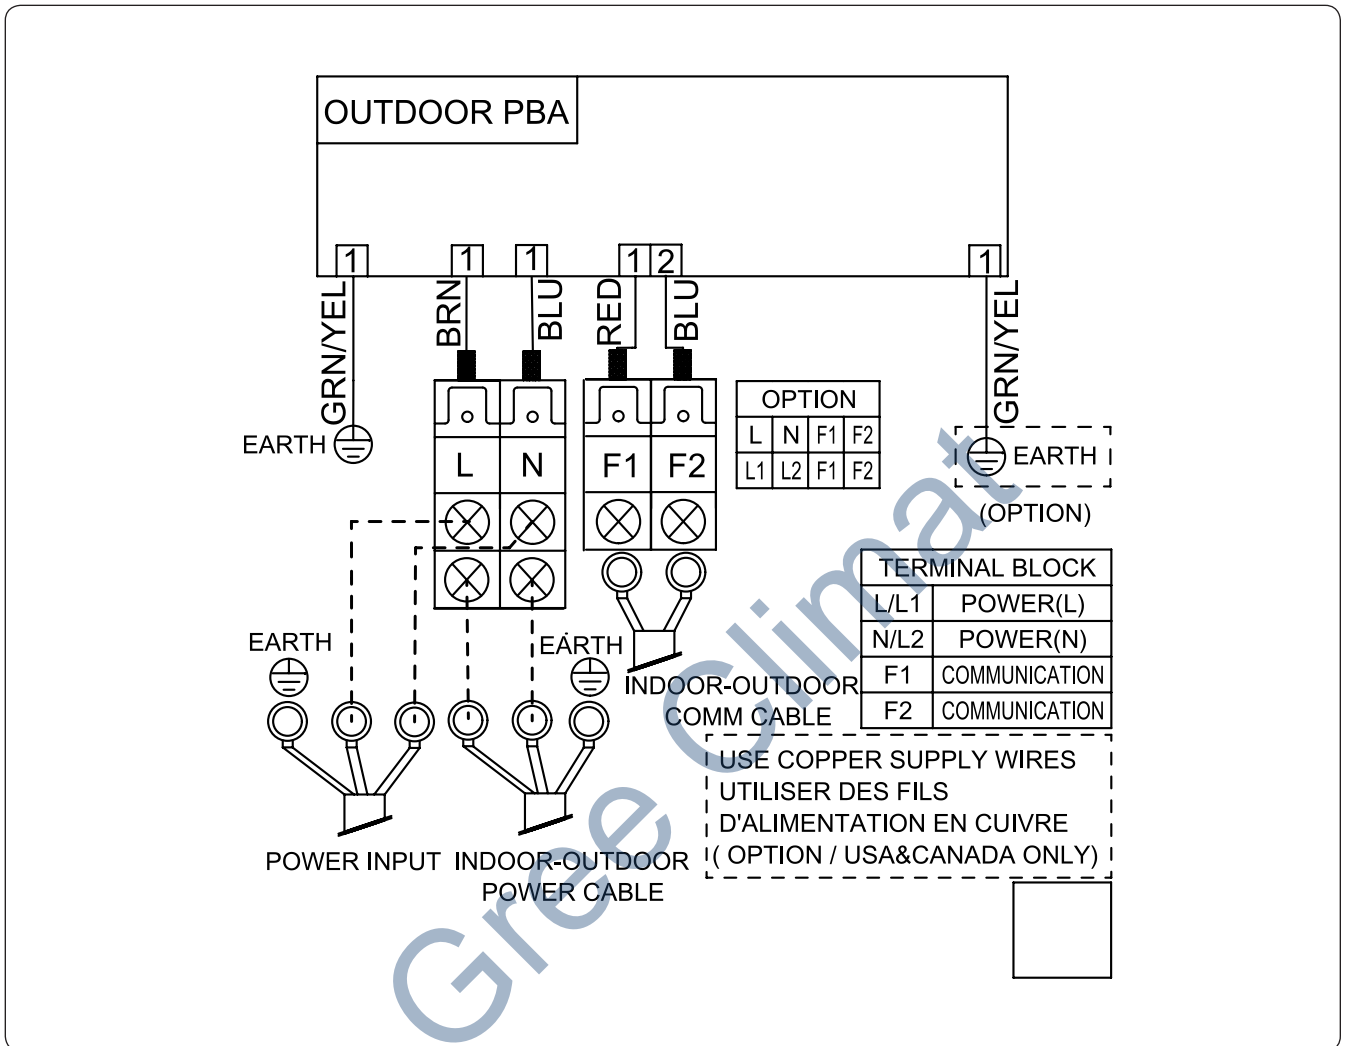 OUTDOOR PBA
1 1 1 1 2 1
GRN/YEL
BRN
BLU
RED
BLU
GRN/YEL
EARTH
L N
F1 F2
OPTION
L N F1 F2
L1 L2 F1 F2
EARTH
(OPTION)
TERMINAL BLOCK
L/L1 POWER(L)
N/L2 POWER(N)
F1 COMMUNICATION
F2 COMMUNICATION
EARTH
EARTH
INDOOR-OUTDOOR
COMM CABLE
USE COPPER SUPPLY WIRES
UTILISER DES FILS
D'ALIMENTATION EN CUIVRE
( OPTION / USA&CANADA ONLY)
POWER INPUT
INDOOR-OUTDOOR
POWER CABLE
Gree Climat